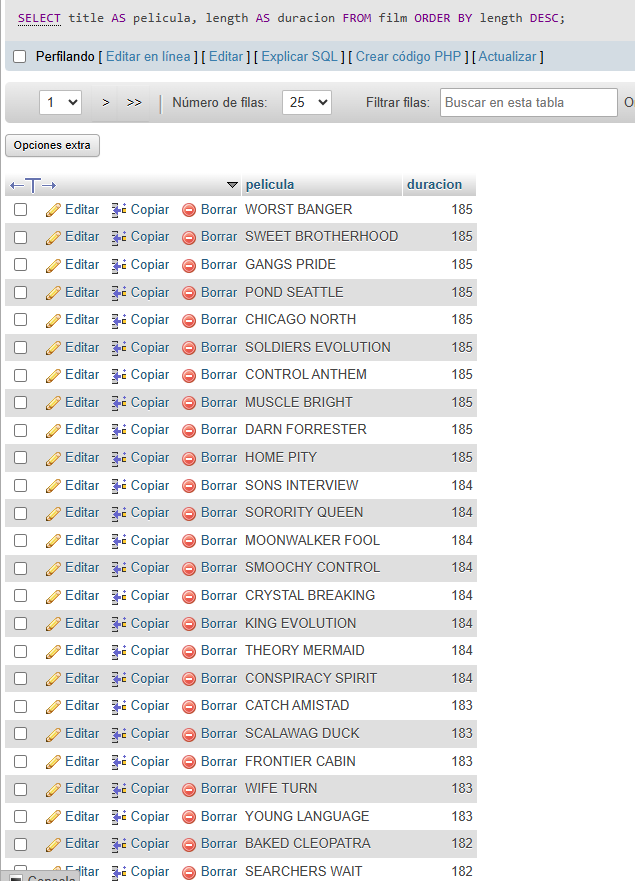 SELECT title AS pelicula, length AS duracion FROM film ORDER BY length DESC;
Perfilando [ Editar en línea ] [ Editar ] [ Explicar SQL ] [ Crear código PHP ] [ Actualizar ]
1 > >> Número de filas: 25 Filtrar filas: Buscar en esta tabla
Opciones extra
←T→ pelicula duracion
Editar Copiar Borrar WORST BANGER 185
Editar Copiar Borrar SWEET BROTHERHOOD 185
Editar Copiar Borrar GANGS PRIDE 185
Editar Copiar Borrar POND SEATTLE 185
Editar Copiar Borrar CHICAGO NORTH 185
Editar Copiar Borrar SOLDIERS EVOLUTION 185
Editar Copiar Borrar CONTROL ANTHEM 185
Editar Copiar Borrar MUSCLE BRIGHT 185
Editar Copiar Borrar DARN FORRESTER 185
Editar Copiar Borrar HOME PITY 185
Editar Copiar Borrar SONS INTERVIEW 184
Editar Copiar Borrar SORORITY QUEEN 184
Editar Copiar Borrar MOONWALKER FOOL 184
Editar Copiar Borrar SMOOCHY CONTROL 184
Editar Copiar Borrar CRYSTAL BREAKING 184
Editar Copiar Borrar KING EVOLUTION 184
Editar Copiar Borrar THEORY MERMAID 184
Editar Copiar Borrar CONSPIRACY SPIRIT 184
Editar Copiar Borrar CATCH AMISTAD 183
Editar Copiar Borrar SCALAWAG DUCK 183
Editar Copiar Borrar FRONTIER CABIN 183
Editar Copiar Borrar WIFE TURN 183
Editar Copiar Borrar YOUNG LANGUAGE 183
Editar Copiar Borrar BAKED CLEOPATRA 182
Editar Copiar Borrar SEARCHERS WAIT 182
Consola